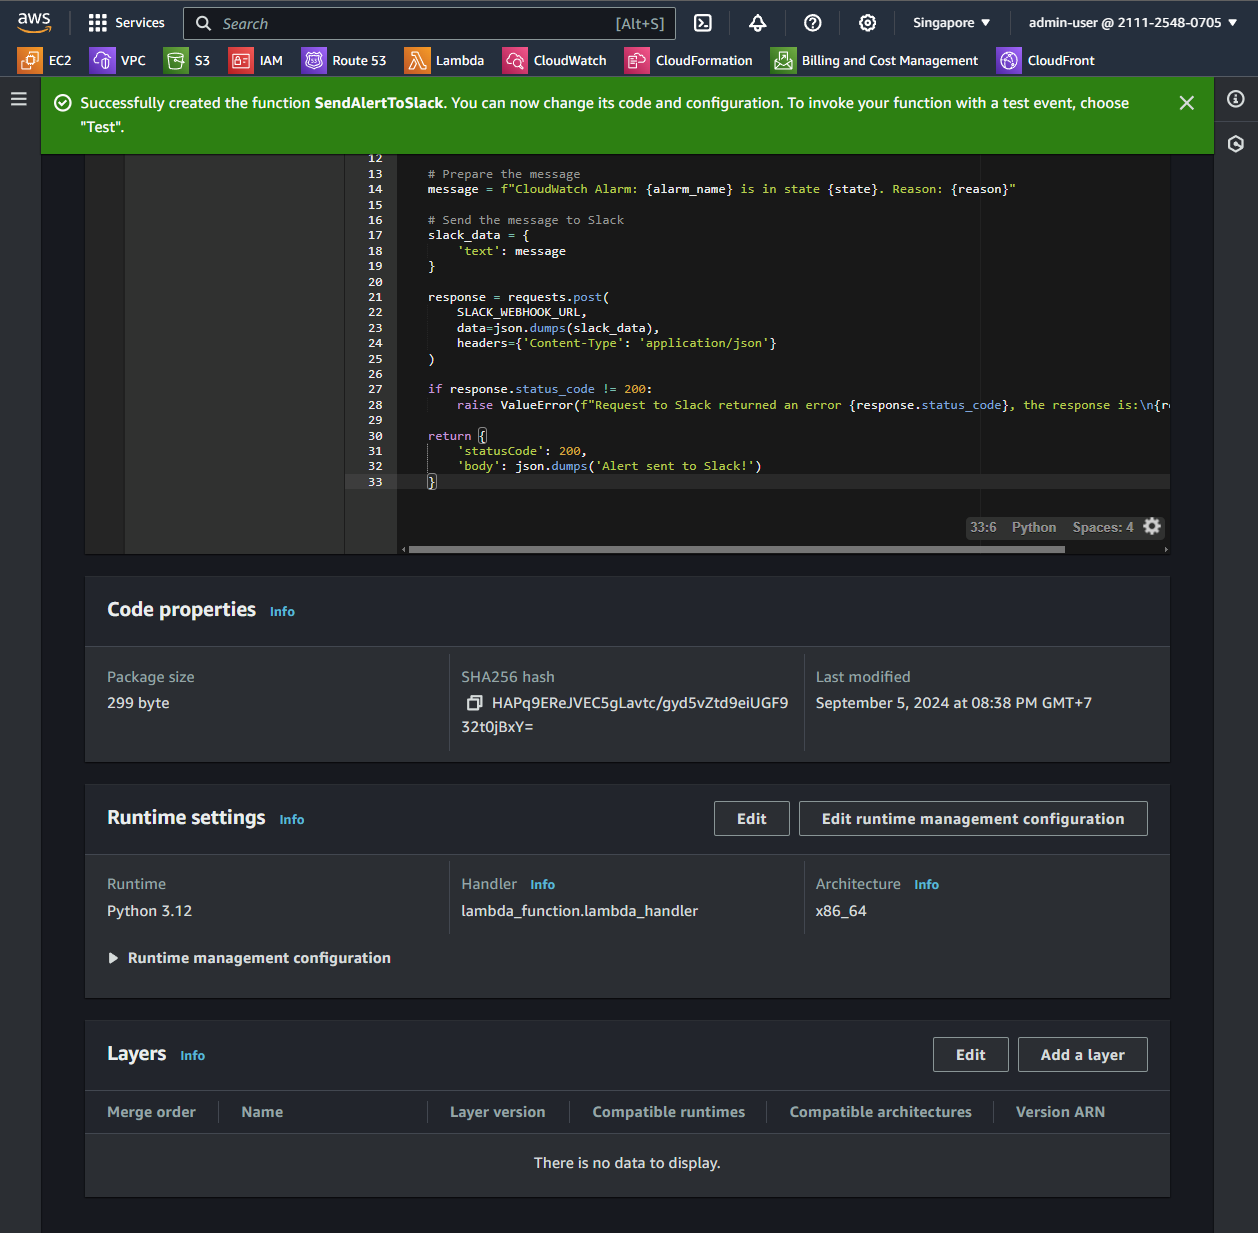 aws Services Search [Alt+S] Singapore ▼ admin-user @ 2111-2548-0705 ▼
EC2 VPC S3 IAM Route 53 Lambda CloudWatch CloudFormation Billing and Cost Management CloudFront
Successfully created the function SendAlertToSlack. You can now change its code and configuration. To invoke your function with a test event, choose
"Test".
12
13 # Prepare the message
14 message = f"CloudWatch Alarm: {alarm_name} is in state {state}. Reason: {reason}"
15
16 # Send the message to Slack
17 slack_data = {
18 'text': message
19 }
20
21 response = requests.post(
22 SLACK_WEBHOOK_URL,
23 data=json.dumps(slack_data),
24 headers={'Content-Type': 'application/json'}
25 )
26
27 if response.status_code != 200:
28 raise ValueError(f"Request to Slack returned an error {response.status_code}, the response is:\n{re
29
30 return {
31 'statusCode': 200,
32 'body': json.dumps('Alert sent to Slack!')
33 }
33:6 Python Spaces: 4
Code properties Info
Package size SHA256 hash Last modified
299 byte HAPq9EReJVEC5gLavtc/gyd5vZtd9eiUGF9 September 5, 2024 at 08:38 PM GMT+7
32t0jBxY=
Runtime settings Info Edit Edit runtime management configuration
Runtime Handler Info Architecture Info
Python 3.12 lambda_function.lambda_handler x86_64
Runtime management configuration
Layers Info Edit Add a layer
Merge order Name Layer version Compatible runtimes Compatible architectures Version ARN
There is no data to display.